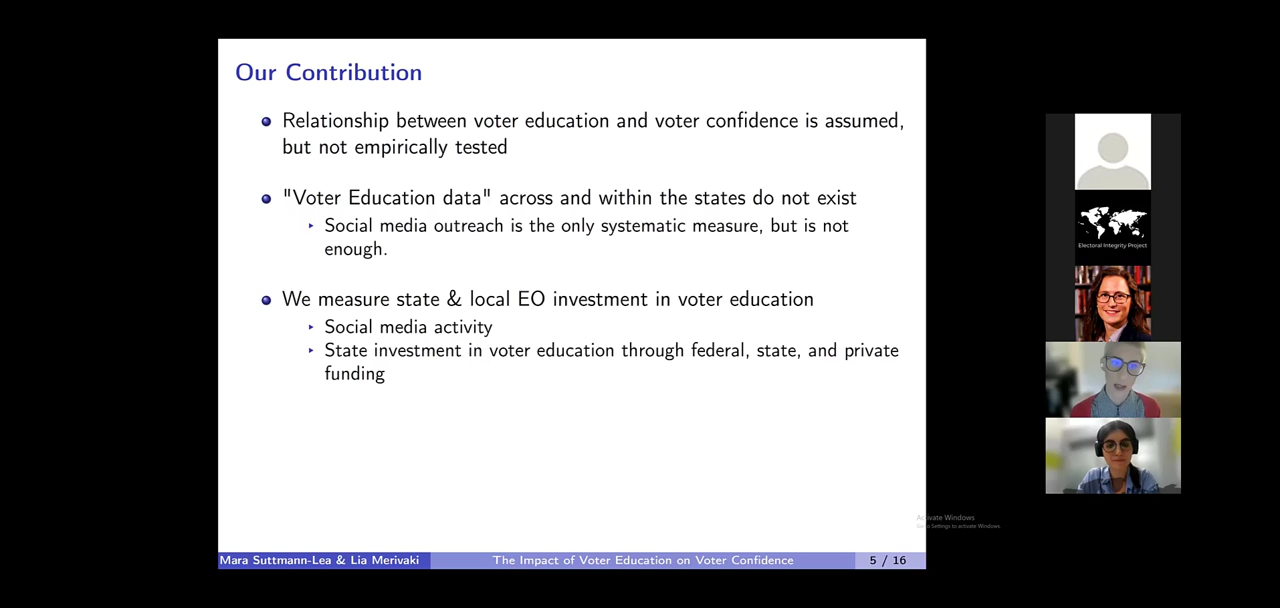 Our Contribution
Relationship between voter education and voter confidence is assumed,
but not empirically tested
"Voter Education data" across and within the states do not exist
Social media outreach is the only systematic measure, but is not
enough.
We measure state & local EO investment in voter education
Social media activity
State investment in voter education through federal, state, and private
funding
Mara Suttmann-Lea & Lia Merivaki
The Impact of Voter Education on Voter Confidence
5 / 16
Electoral Integrity Project
Activate Windows
Go to Settings to activate Windows.